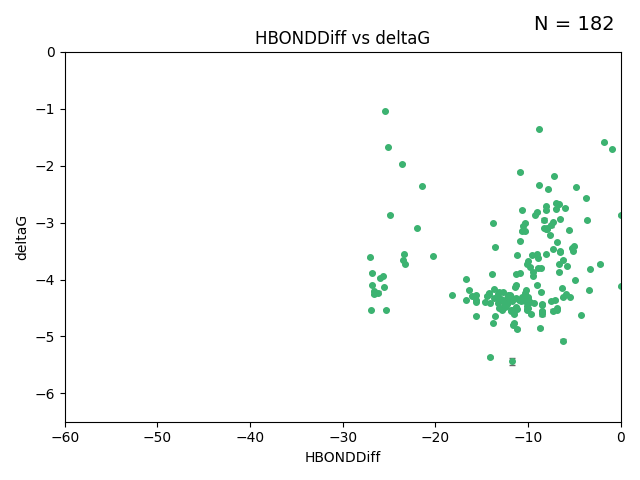 N = 182
HBONDDiff vs deltaG
0
−1
−2
−3
−4
−5
−6
deltaG
−60 −50 −40 −30 −20 −10 0
HBONDDiff